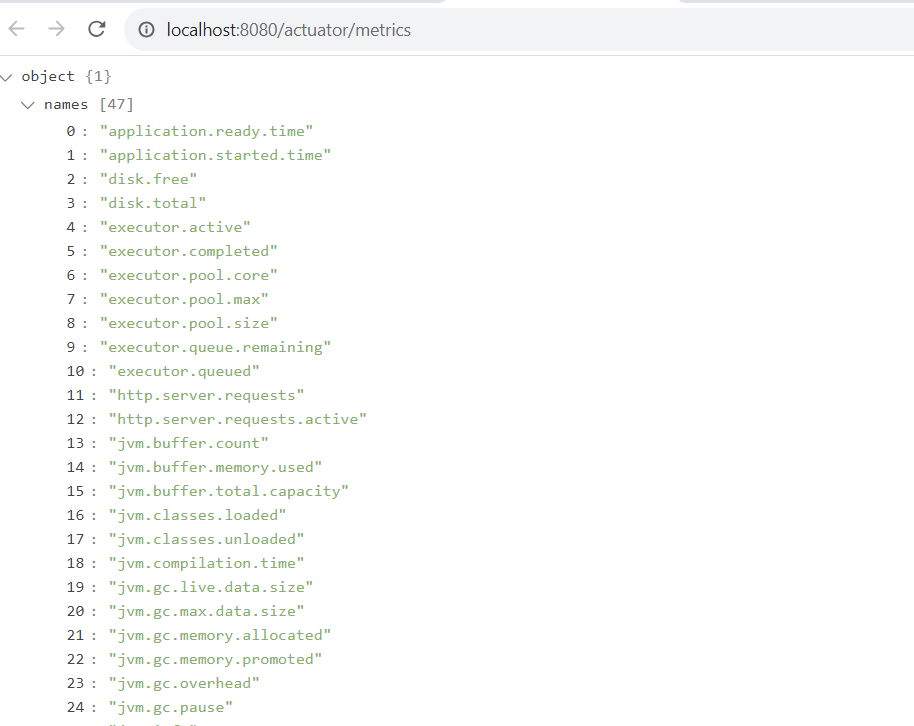 localhost:8080/actuator/metrics
object {1}
names [47]
0 : "application.ready.time"
1 : "application.started.time"
2 : "disk.free"
3 : "disk.total"
4 : "executor.active"
5 : "executor.completed"
6 : "executor.pool.core"
7 : "executor.pool.max"
8 : "executor.pool.size"
9 : "executor.queue.remaining"
10 : "executor.queued"
11 : "http.server.requests"
12 : "http.server.requests.active"
13 : "jvm.buffer.count"
14 : "jvm.buffer.memory.used"
15 : "jvm.buffer.total.capacity"
16 : "jvm.classes.loaded"
17 : "jvm.classes.unloaded"
18 : "jvm.compilation.time"
19 : "jvm.gc.live.data.size"
20 : "jvm.gc.max.data.size"
21 : "jvm.gc.memory.allocated"
22 : "jvm.gc.memory.promoted"
23 : "jvm.gc.overhead"
24 : "jvm.gc.pause"